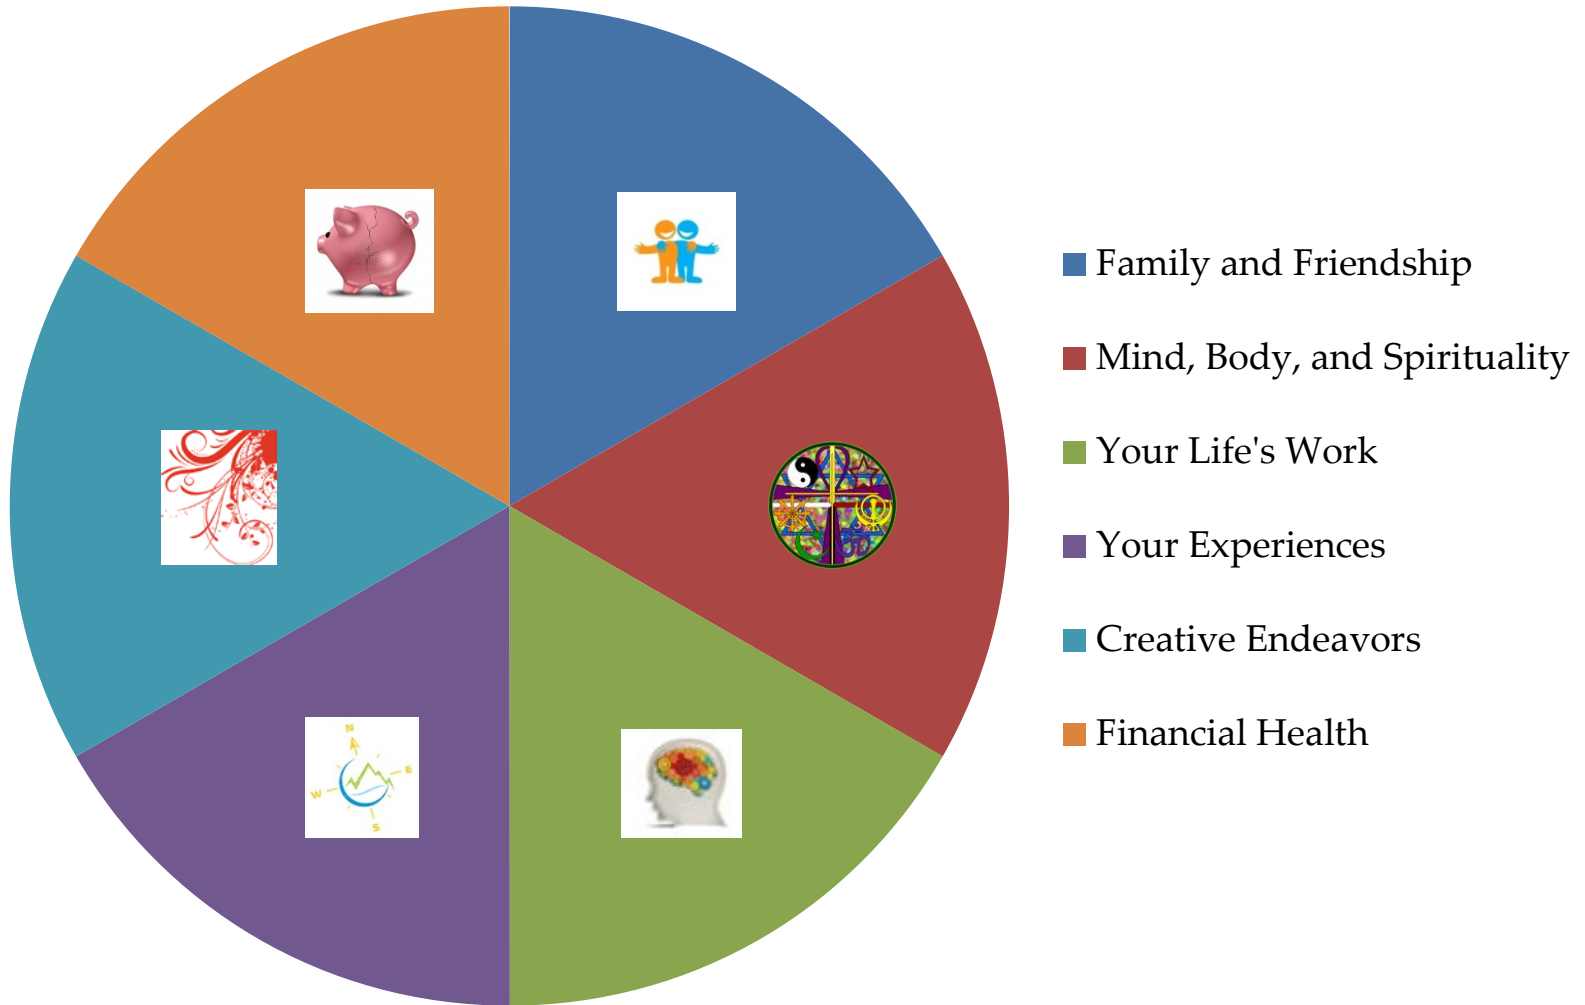 N
E
W
S
Family and Friendship
Mind, Body, and Spirituality
Your Life's Work
Your Experiences
Creative Endeavors
Financial Health